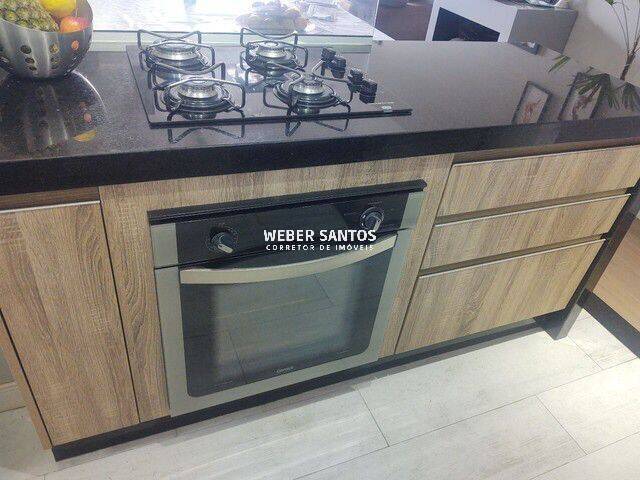 WEBER SANTOS
CORRETOR DE IMÓVEIS